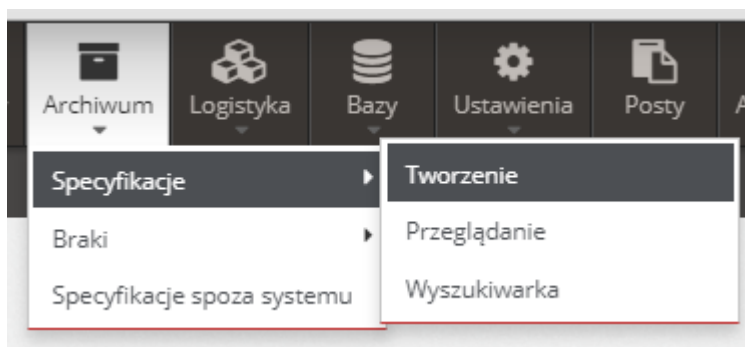 Archiwum
Logistyka
Bazy
Ustawienia
Posty
Specyfikacje
Braki
Specyfikacje spoza systemu
Tworzenie
Przeglądanie
Wyszukiwarka